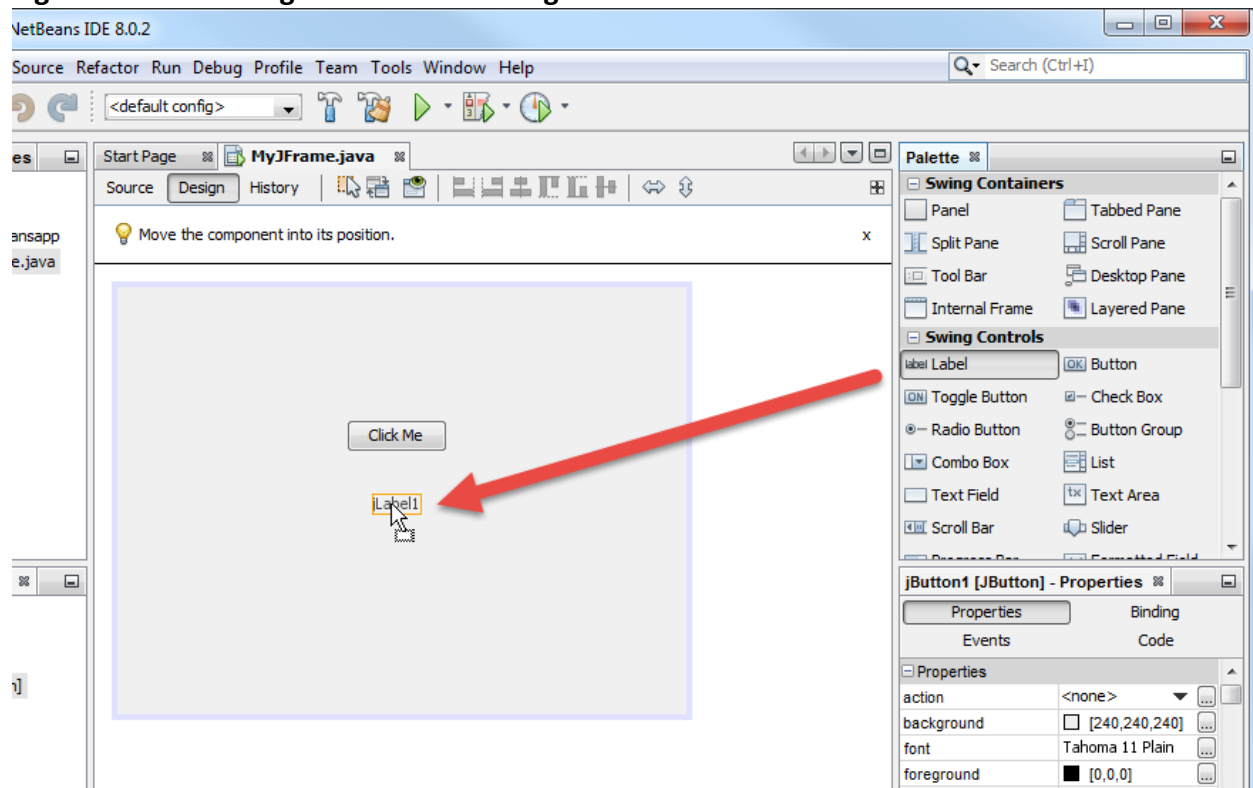 NetBeans IDE 8.0.2
Source Refactor Run Debug Profile Team Tools Window Help
Search (Ctrl+I)
<default config>
es
Start Page MyJFrame.java
Source Design History
Move the component into its position.
x
ansapp
e.java
Click Me
jLabel1
n]
Palette
Swing Containers
Panel Tabbed Pane
Split Pane Scroll Pane
Tool Bar Desktop Pane
Internal Frame Layered Pane
Swing Controls
label Label OK Button
ON Toggle Button Check Box
Radio Button Button Group
Combo Box List
Text Field tx Text Area
Scroll Bar Slider
jButton1 [JButton] - Properties
Properties Binding
Events Code
Properties
action <none> ...
background [240,240,240] ...
font Tahoma 11 Plain ...
foreground [0,0,0] ...